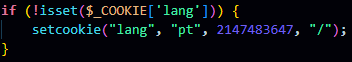 if (!isset($_COOKIE['lang'])) {
    setcookie("lang", "pt", 2147483647, "/");
}